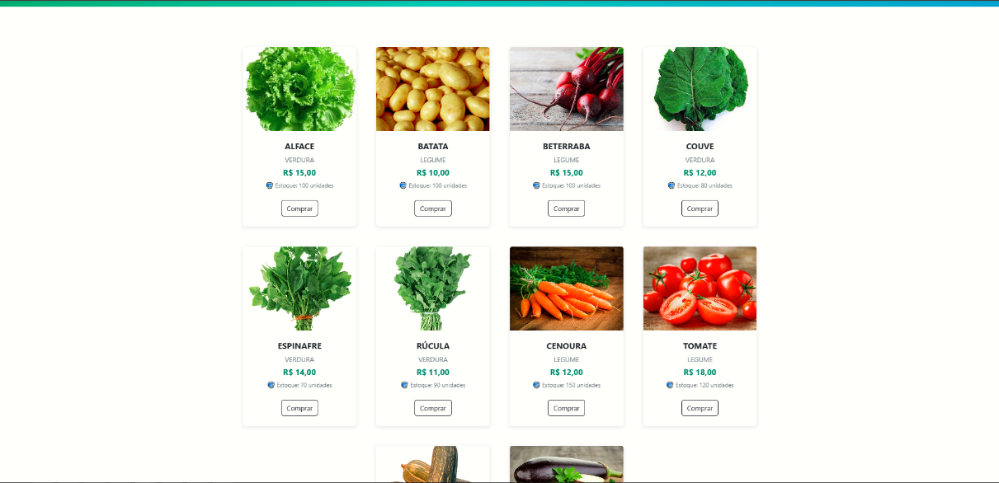 ALFACE
VERDURA
R$ 15,00
Estoque: 100 unidades
Comprar
BATATA
LEGUME
R$ 10,00
Estoque: 100 unidades
Comprar
BETERRABA
LEGUME
R$ 15,00
Estoque: 100 unidades
Comprar
COUVE
VERDURA
R$ 12,00
Estoque: 80 unidades
Comprar
ESPINAFRE
VERDURA
R$ 14,00
Estoque: 70 unidades
Comprar
RÚCULA
VERDURA
R$ 11,00
Estoque: 90 unidades
Comprar
CENOURA
LEGUME
R$ 12,00
Estoque: 150 unidades
Comprar
TOMATE
LEGUME
R$ 18,00
Estoque: 120 unidades
Comprar